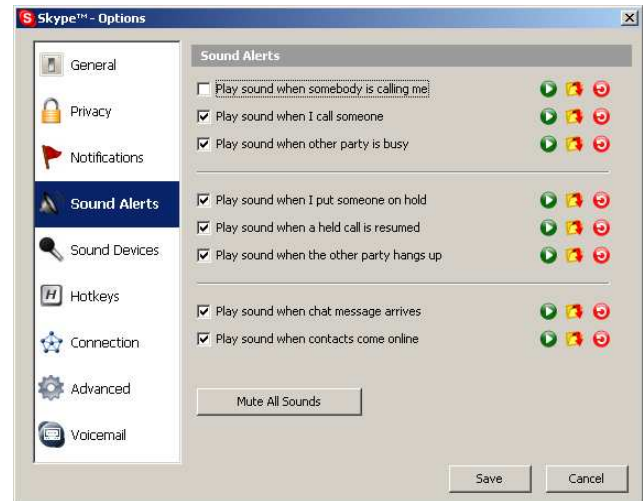 Skype™ - Options
General
Privacy
Notifications
Sound Alerts
Sound Devices
Hotkeys
Connection
Advanced
Voicemail
Sound Alerts
Play sound when somebody is calling me
Play sound when I call someone
Play sound when other party is busy
Play sound when I put someone on hold
Play sound when a held call is resumed
Play sound when the other party hangs up
Play sound when chat message arrives
Play sound when contacts come online
Mute All Sounds
Save
Cancel